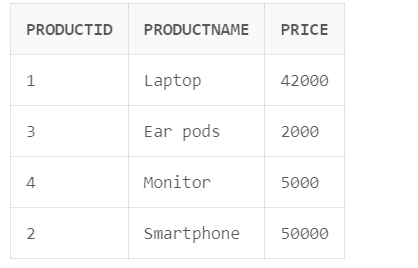 PRODUCTID PRODUCTNAME PRICE
1 Laptop 42000
3 Ear pods 2000
4 Monitor 5000
2 Smartphone 50000